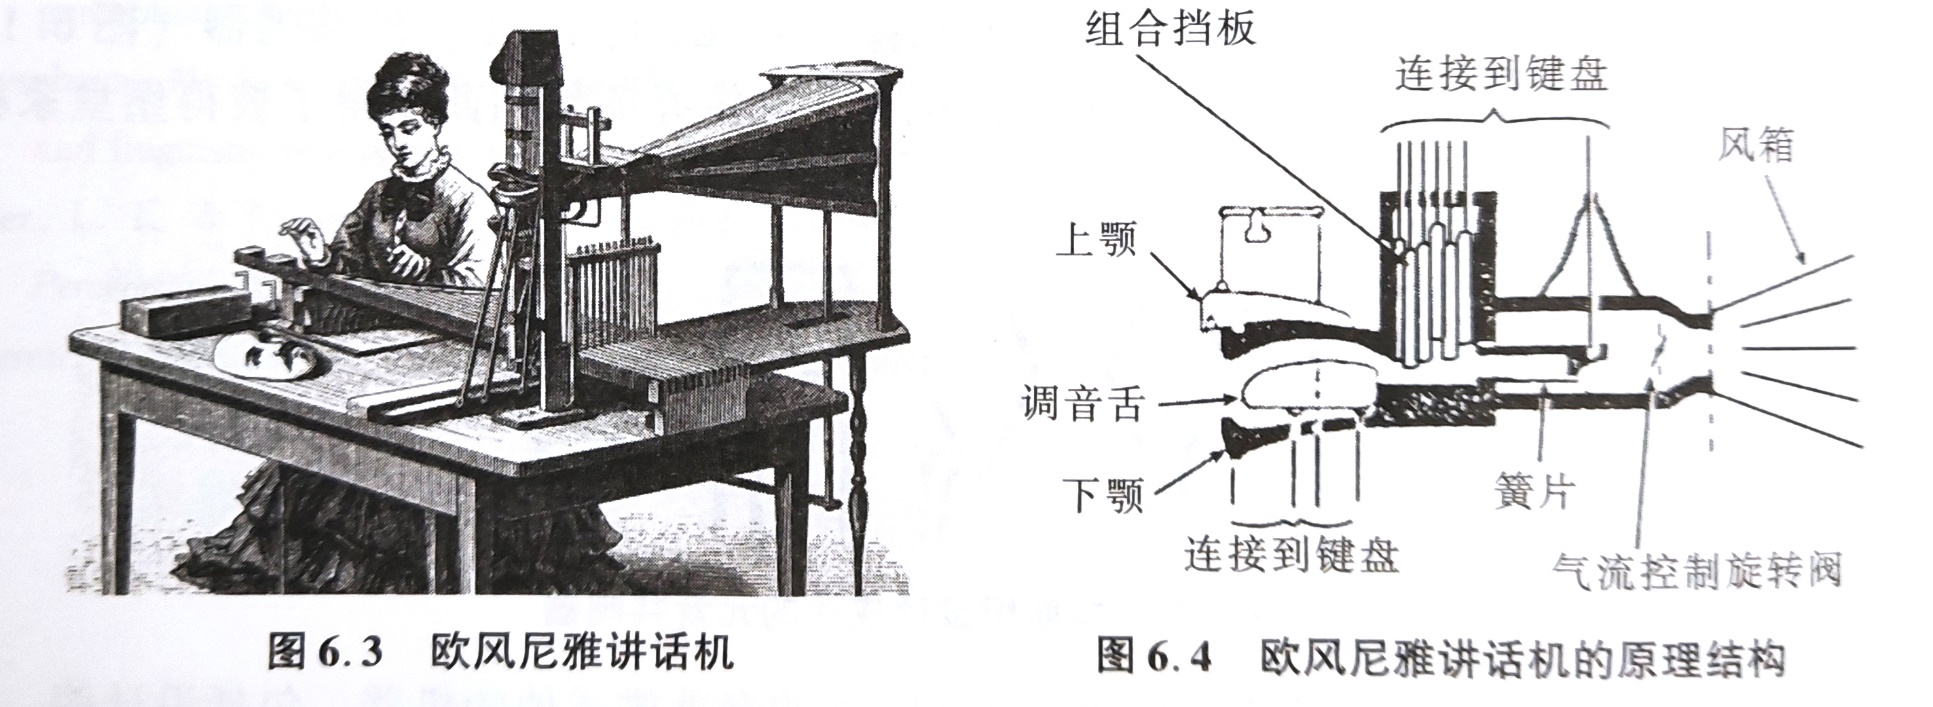 组合挡板
连接到键盘
风箱
上颚
调音舌
下颚
簧片
连接到键盘
气流控制旋转阀
图 6.3 欧风尼雅讲话机
图 6.4 欧风尼雅讲话机的原理结构